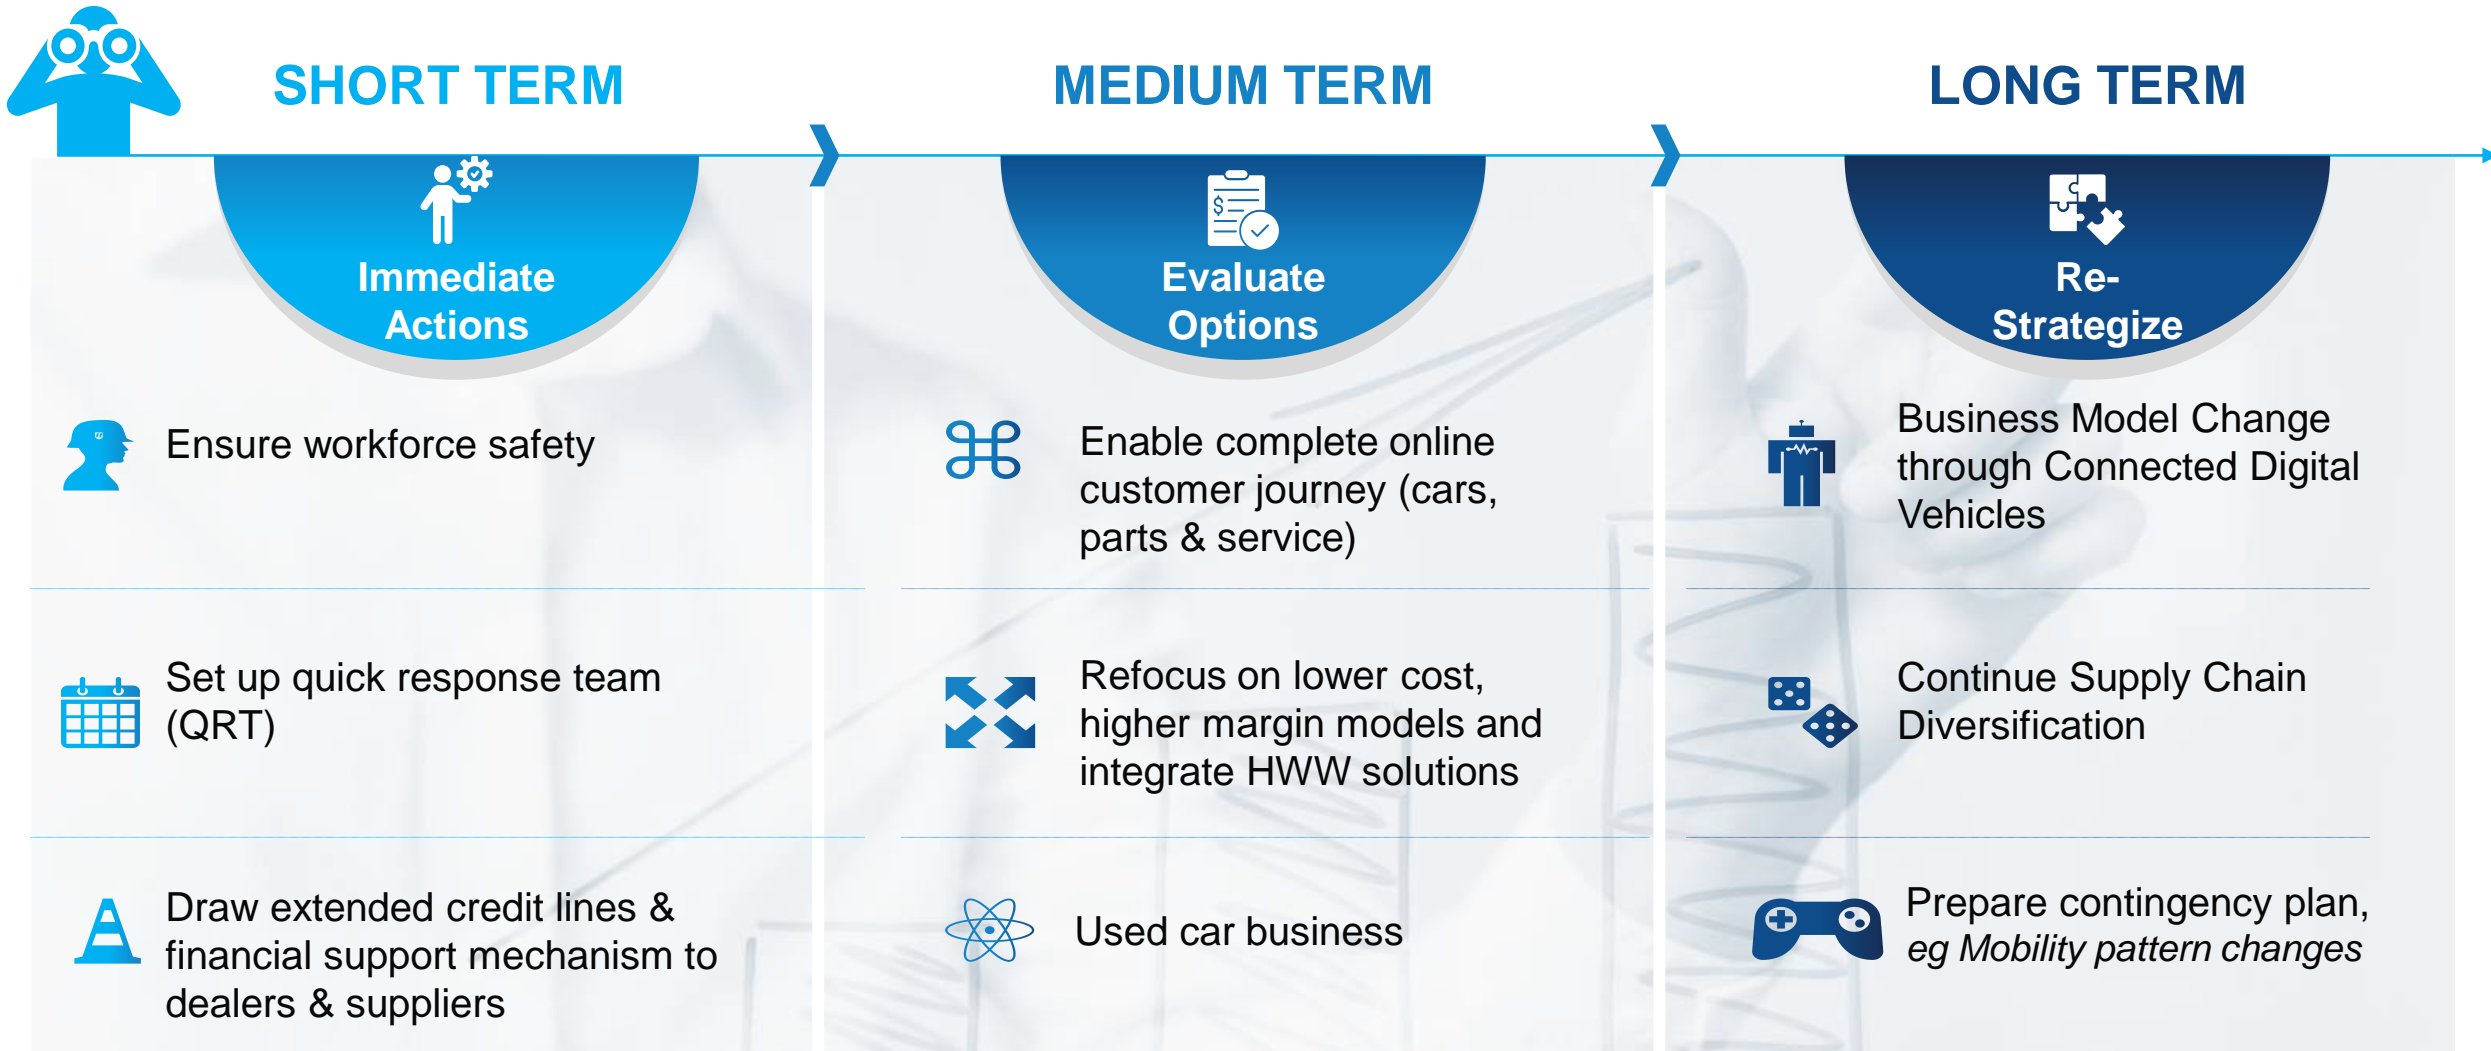 SHORT TERM
MEDIUM TERM
LONG TERM
Immediate
Actions
Evaluate
Options
Re-
Strategize
Ensure workforce safety
Set up quick response team
(QRT)
Draw extended credit lines &
financial support mechanism to
dealers & suppliers
Enable complete online
customer journey (cars,
parts & service)
Refocus on lower cost,
higher margin models and
integrate HWW solutions
Used car business
Business Model Change
through Connected Digital
Vehicles
Continue Supply Chain
Diversification
Prepare contingency plan,
eg Mobility pattern changes